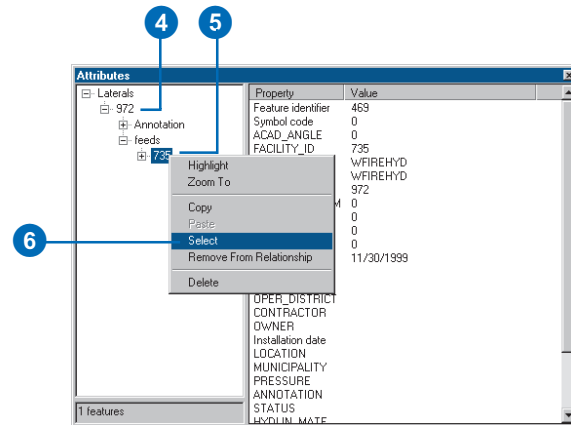 4 5
Attributes
Laterals
972
Annotation
feeds
735
1 features
Property Value
Feature identifier 469
Symbol code 0
ACAD_ANGLE 0
FACILITY_ID 735
WFIREHYD
WFIREHYD
972
M 0
0
0
0
11/30/1999
OPER_DISTRICT
CONTRACTOR
OWNER
Installation date
LOCATION
MUNICIPALITY
PRESSURE
ANNOTATION
STATUS
HYDLIN_MATE
Highlight
Zoom To
Copy
Paste
6 Select
Remove From Relationship
Delete